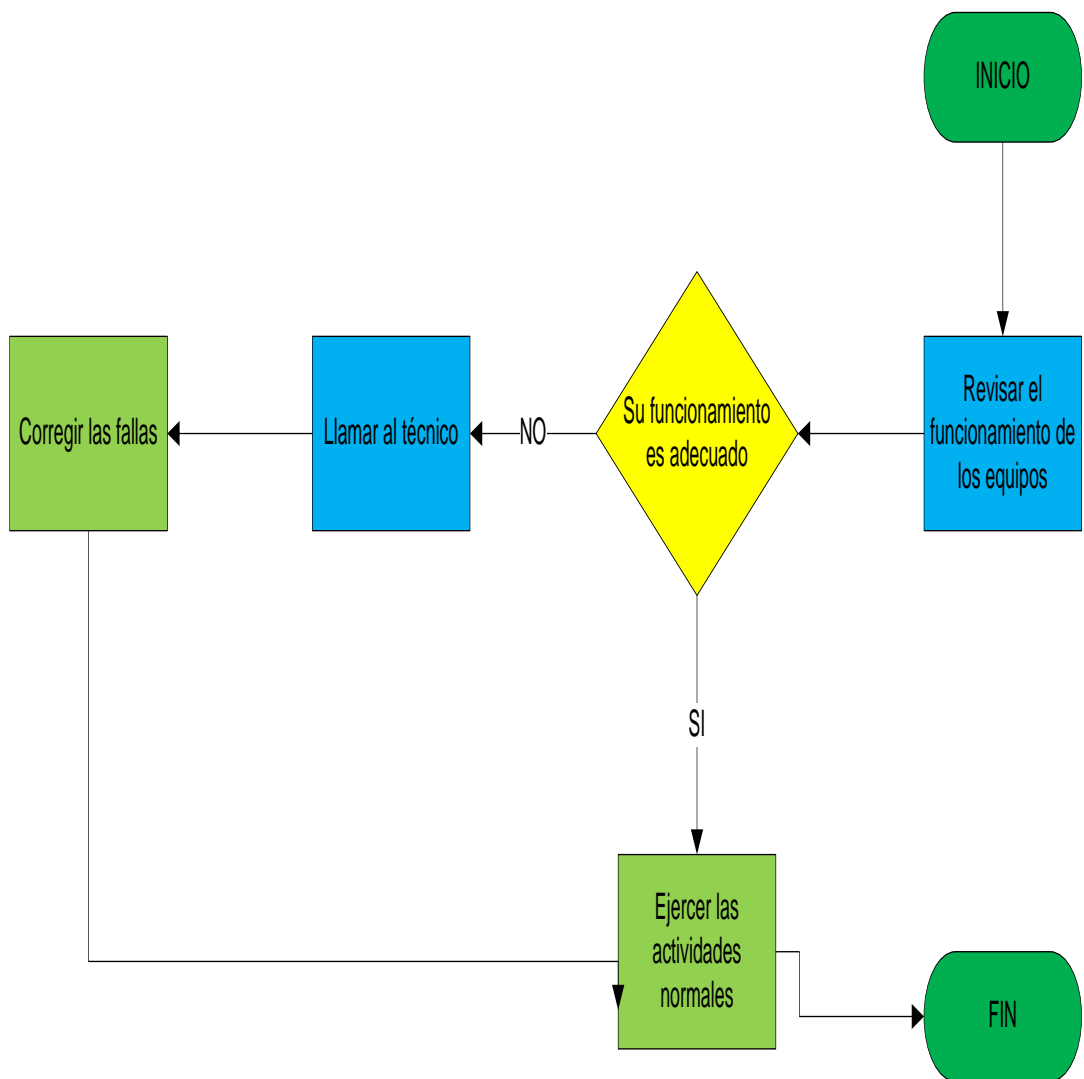 INICIO
Revisar el
funcionamiento de
los equipos
Su funcionamiento
es adecuado
NO
Llamar al técnico
Corregir las fallas
SI
Ejercer las
actividades
normales
FIN